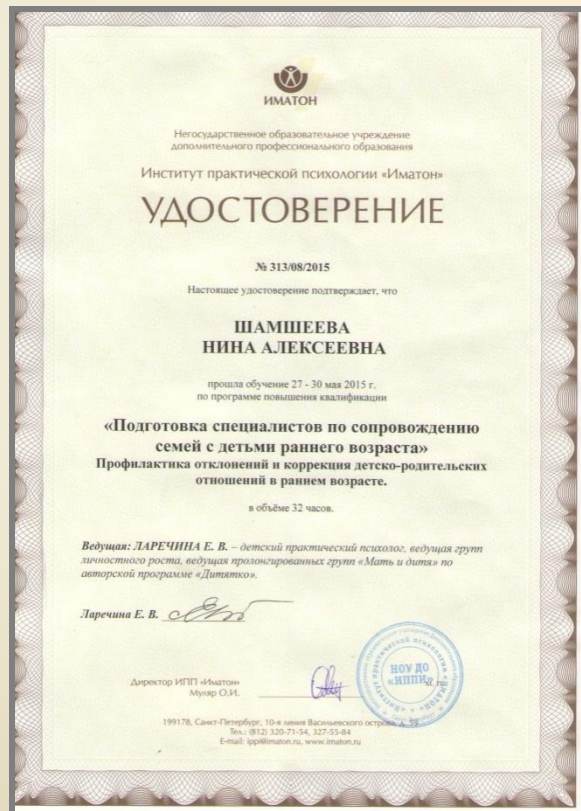 ИМАТОН
Негосударственное образовательное учреждение
дополнительного профессионального образования
Институт практической психологии «Иматон»
УДОСТОВЕРЕНИЕ
№ 313/08/2015
Настоящее удостоверение подтверждает, что
ШАМШЕЕВА
НИНА АЛЕКСЕЕВНА
прошла обучение 27 - 30 мая 2015 г.
по программе повышения квалификации
«Подготовка специалистов по сопровождению
семей с детьми раннего возраста»
Профилактика отклонений и коррекция детско-родительских
отношений в раннем возрасте.
в объёме 32 часов.
Ведущая: ЛАРЕЧИНА Е. В. – детский практический психолог, ведущая групп
личностного роста, ведущая пролонгированных групп «Мать и дитя» по
авторской программе «Дитятко».
Ларечина Е. В.
Директор ИПП «Иматон»
Муляр О.И.
НОУ ДО
«ИППИ»
199178, Санкт-Петербург, 10-я линия Васильевского острова, д.
Тел.: (812) 320-71-54, 327-55-84
E-mail: ippi@imaton.ru, www.imaton.ru